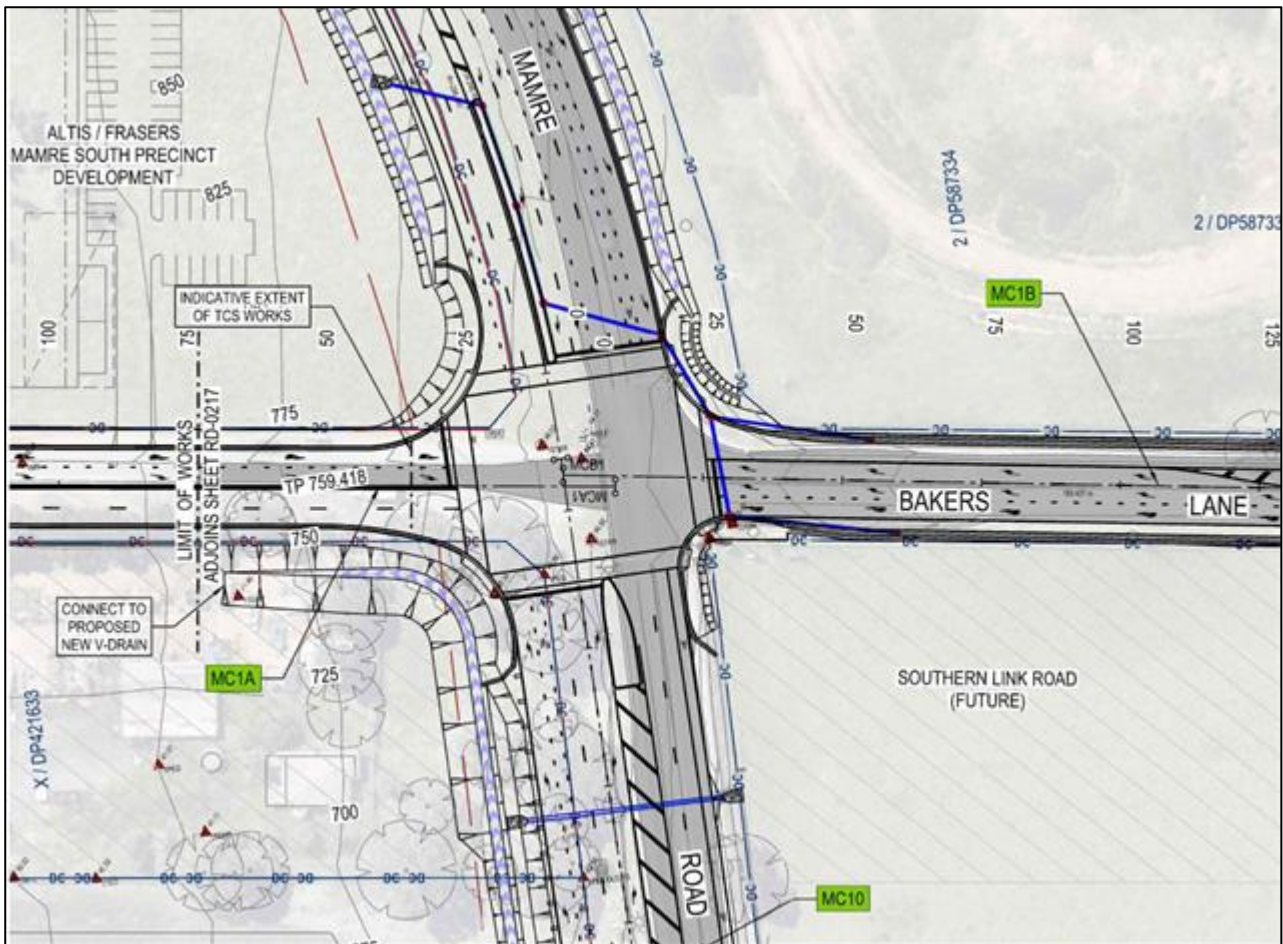 MAMRE
850
ALTIS / FRASERS
MAMRE SOUTH PRECINCT
DEVELOPMENT
825
2 / DP587334
2 / DP58733
MC1B
INDICATIVE EXTENT
OF TCS WORKS
100
75
50
25
0
0
25
50
75
100
125
775
LIMIT OF WORKS
ADJOINS SHEET RD-0217
TP 759.418
MCB1
MCA1
BAKERS
LANE
750
CONNECT TO
PROPOSED
NEW V-DRAIN
MC1A
725
SOUTHERN LINK ROAD
(FUTURE)
X / DP421633
700
ROAD
MC10